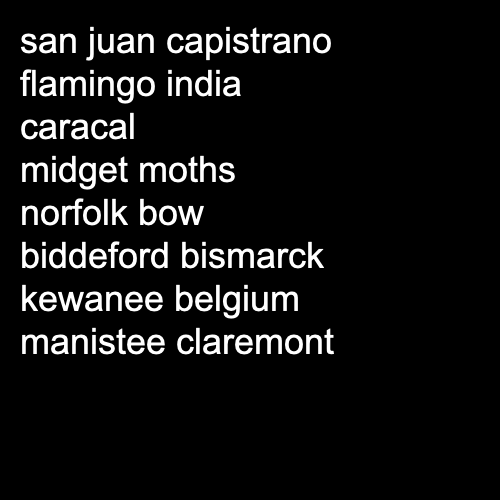 san juan capistrano
flamingo india
caracal
midget moths
norfolk bow
biddeford bismarck
kewanee belgium
manistee claremont